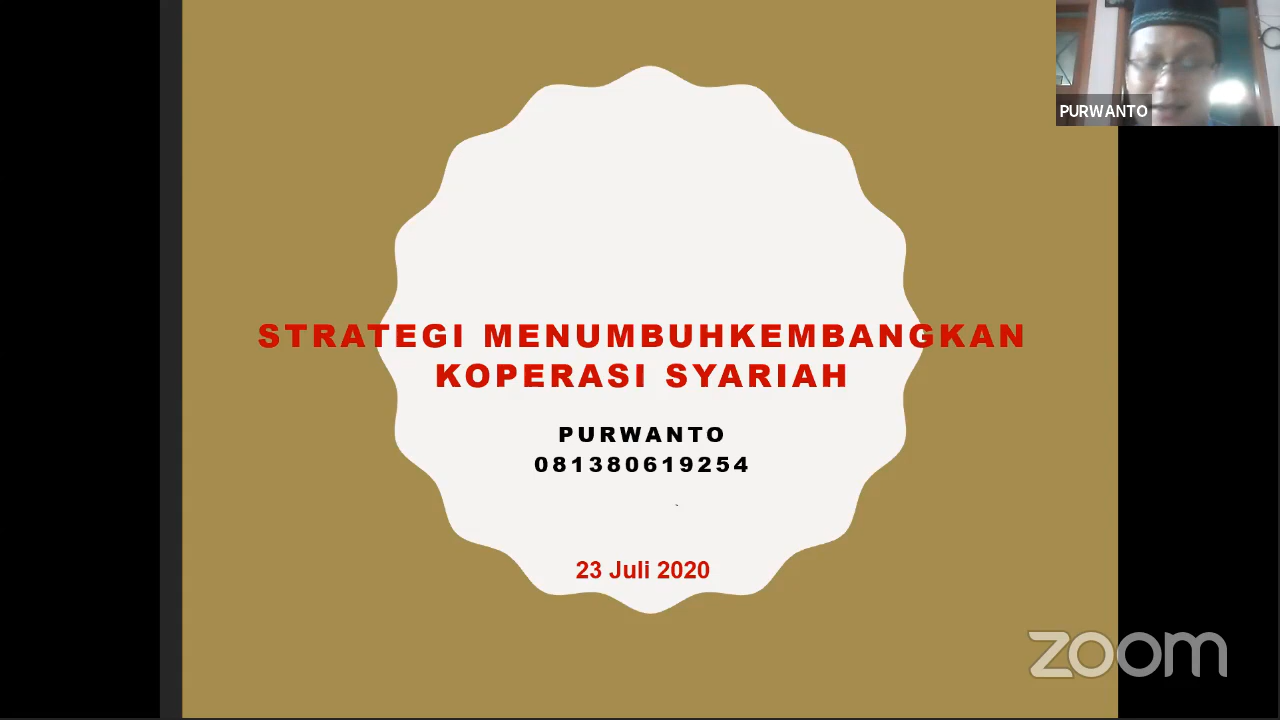 PURWANTO
STRATEGI MENUMBUHKEMBANGKAN
KOPERASI SYARIAH
PURWANTO
081380619254
23 Juli 2020
zoom